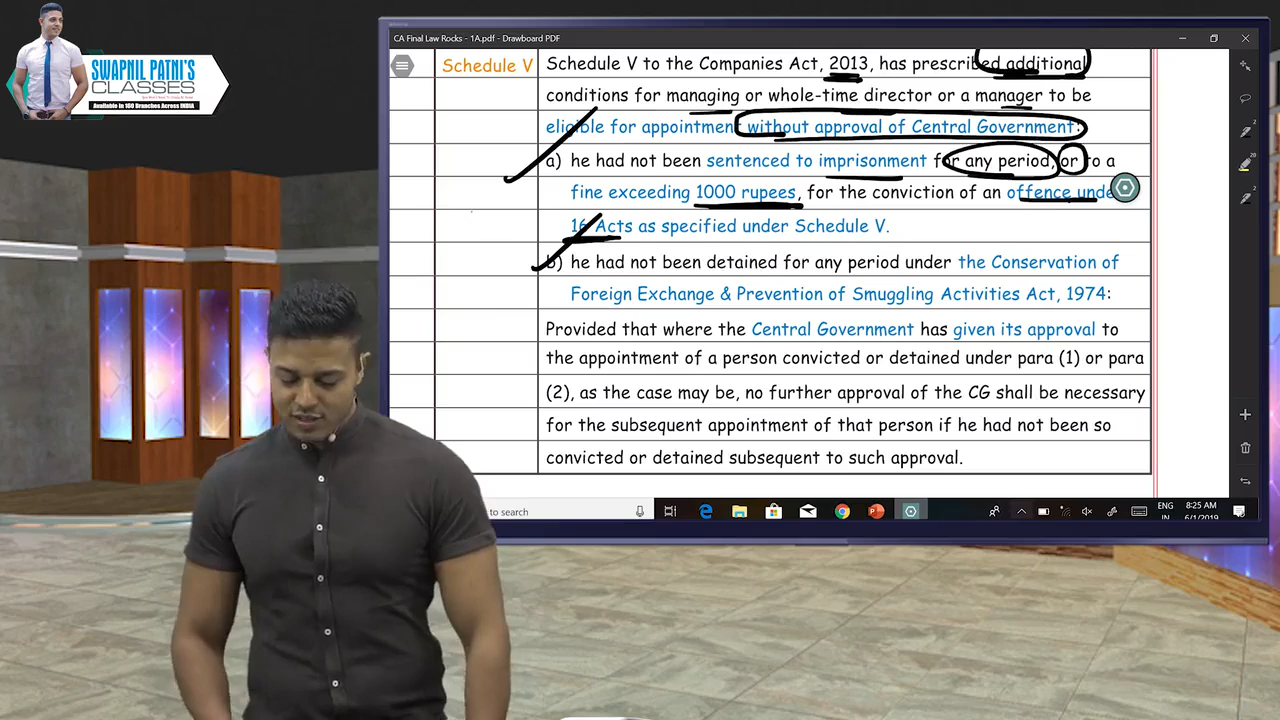 SWAPNIL PATNI'S
CLASSES
Available in 160 Branches Across INDIA
CA Final Law Rocks - 1A.pdf - Drawboard PDF
Schedule V
Schedule V to the Companies Act, 2013, has prescribed additional
conditions for managing or whole-time director or a manager to be
eligible for appointment without approval of Central Government:
a) he had not been sentenced to imprisonment for any period, or to a
fine exceeding 1000 rupees, for the conviction of an offence unde
16 Acts as specified under Schedule V.
b) he had not been detained for any period under the Conservation of
Foreign Exchange & Prevention of Smuggling Activities Act, 1974:
Provided that where the Central Government has given its approval to
the appointment of a person convicted or detained under para (1) or para
(2), as the case may be, no further approval of the CG shall be necessary
for the subsequent appointment of that person if he had not been so
convicted or detained subsequent to such approval.
to search
ENG
IN
8:25 AM
6/1/2019